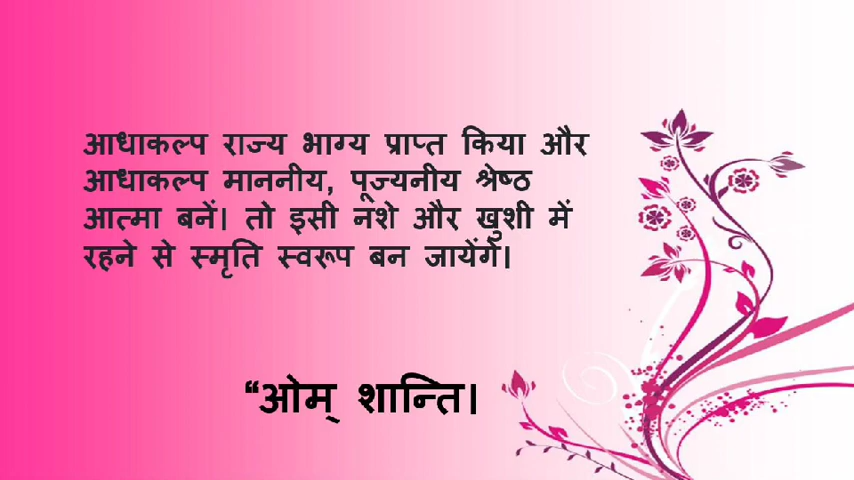 आधाकल्प राज्य भाग्य प्राप्त किया और
आधाकल्प माननीय, पूज्यनीय श्रेष्ठ
आत्मा बनें। तो इसी नशे और खुशी में
रहने से स्मृति स्वरूप बन जायेंगे।
“ओम् शान्ति।